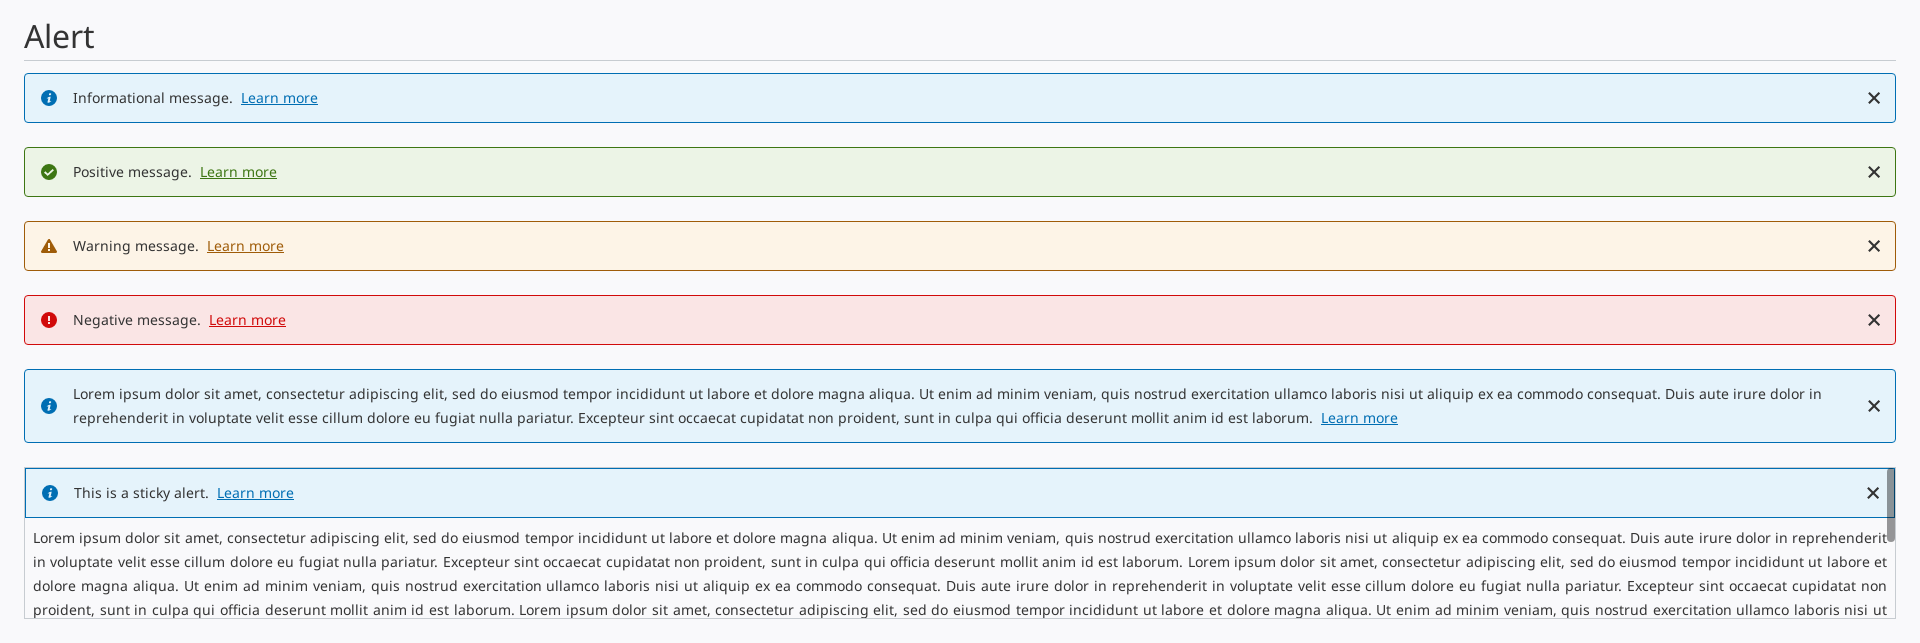 Alert
Informational message. Learn more
Positive message. Learn more
Warning message. Learn more
Negative message. Learn more
Lorem ipsum dolor sit amet, consectetur adipiscing elit, sed do eiusmod tempor incididunt ut labore et dolore magna aliqua. Ut enim ad minim veniam, quis nostrud exercitation ullamco laboris nisi ut aliquip ex ea commodo consequat. Duis aute irure dolor in
reprehenderit in voluptate velit esse cillum dolore eu fugiat nulla pariatur. Excepteur sint occaecat cupidatat non proident, sunt in culpa qui officia deserunt mollit anim id est laborum. Learn more
This is a sticky alert. Learn more
Lorem ipsum dolor sit amet, consectetur adipiscing elit, sed do eiusmod tempor incididunt ut labore et dolore magna aliqua. Ut enim ad minim veniam, quis nostrud exercitation ullamco laboris nisi ut aliquip ex ea commodo consequat. Duis aute irure dolor in reprehenderit
in voluptate velit esse cillum dolore eu fugiat nulla pariatur. Excepteur sint occaecat cupidatat non proident, sunt in culpa qui officia deserunt mollit anim id est laborum. Lorem ipsum dolor sit amet, consectetur adipiscing elit, sed do eiusmod tempor incididunt ut labore et
dolore magna aliqua. Ut enim ad minim veniam, quis nostrud exercitation ullamco laboris nisi ut aliquip ex ea commodo consequat. Duis aute irure dolor in reprehenderit in voluptate velit esse cillum dolore eu fugiat nulla pariatur. Excepteur sint occaecat cupidatat non
proident, sunt in culpa qui officia deserunt mollit anim id est laborum. Lorem ipsum dolor sit amet, consectetur adipiscing elit, sed do eiusmod tempor incididunt ut labore et dolore magna aliqua. Ut enim ad minim veniam, quis nostrud exercitation ullamco laboris nisi ut